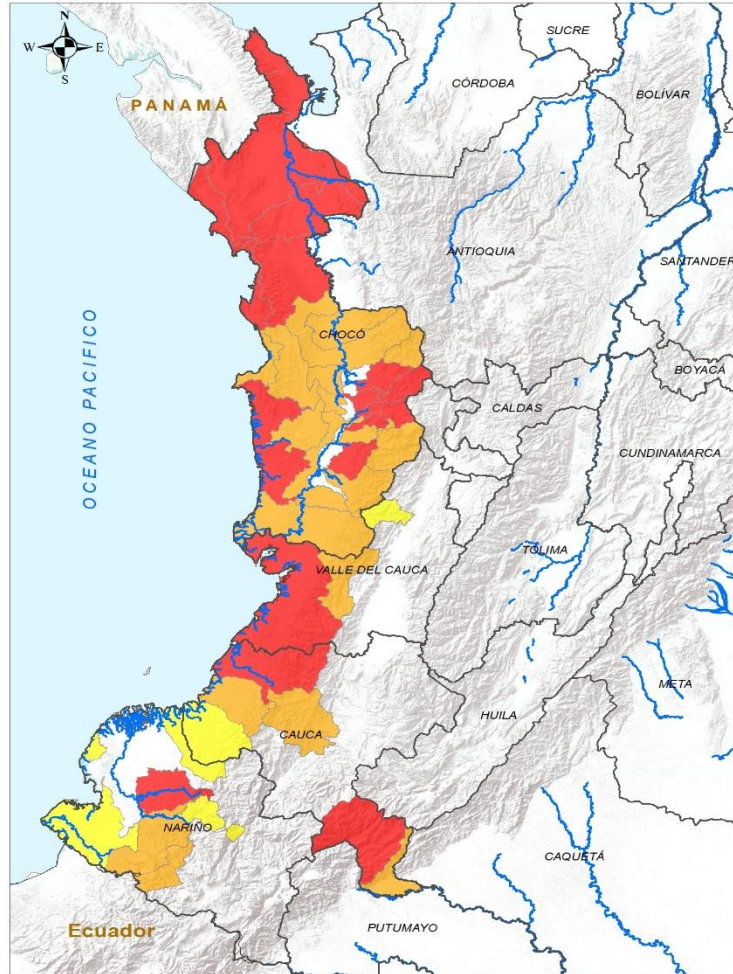 N
W E
S
SUCRE
CÓRDOBA
BOLÍVAR
PANAMÁ
ANTIOQUIA
SANTANDER
CHOCÓ
BOYACÁ
CALDAS
OCEANO PACIFICO
CUNDINAMARCA
TOLIMA
VALLE DEL CAUCA
META
HUILA
CAUCA
NARIÑO
CAQUETÁ
PUTUMAYO
Ecuador